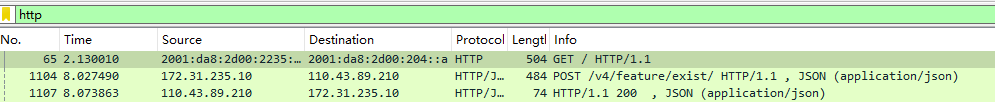 http
No. Time Source Destination Protocol Lengtl Info
65 2.130010 2001:da8:2d00:2235:… 2001:da8:2d00:204::a HTTP 504 GET / HTTP/1.1
1104 8.027490 172.31.235.10 110.43.89.210 HTTP/J… 484 POST /v4/feature/exist/ HTTP/1.1 , JSON (application/json)
1107 8.073863 110.43.89.210 172.31.235.10 HTTP/J… 74 HTTP/1.1 200 , JSON (application/json)